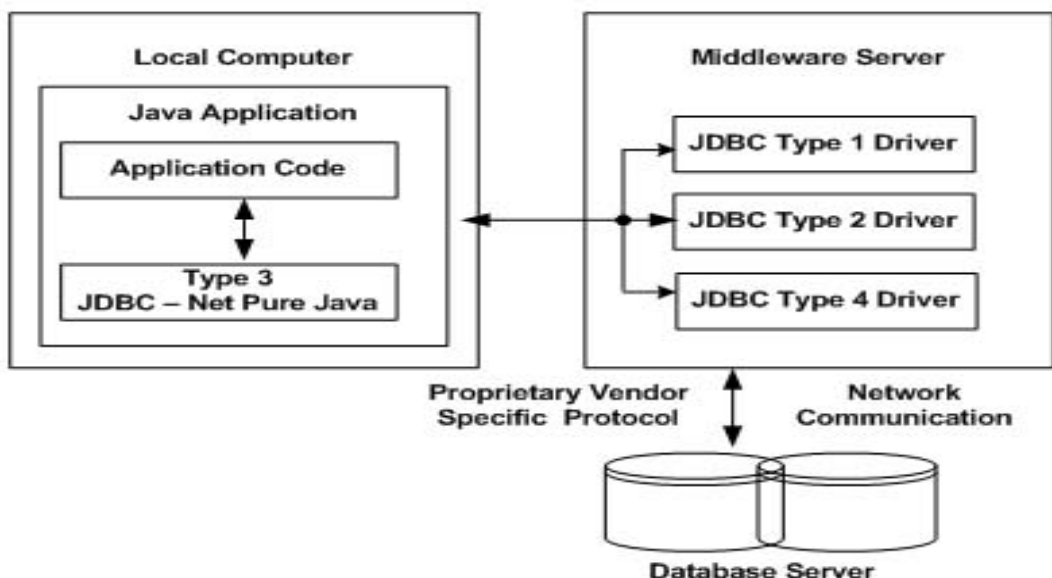 Local Computer
Java Application
Application Code
Type 3
JDBC – Net Pure Java
Middleware Server
JDBC Type 1 Driver
JDBC Type 2 Driver
JDBC Type 4 Driver
Proprietary Vendor
Specific Protocol
Network
Communication
Database Server